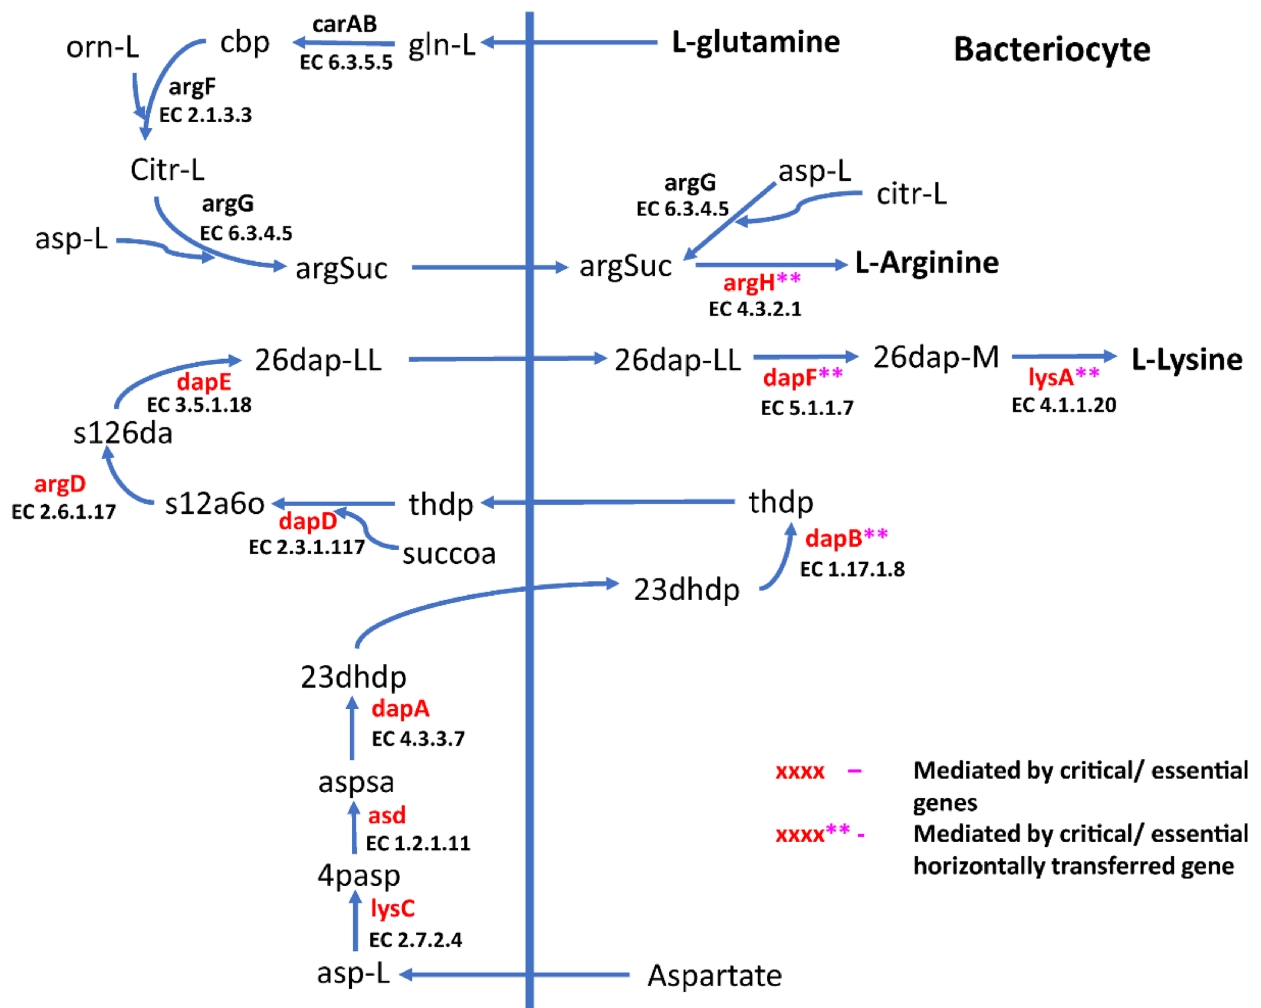 orn-L
cbp
carAB
EC 6.3.5.5
gln-L
L-glutamine
Bacteriocyte
argF
EC 2.1.3.3
Citr-L
argG
EC 6.3.4.5
asp-L
argSuc
argG
EC 6.3.4.5
asp-L
citr-L
argSuc
argH**
EC 4.3.2.1
L-Arginine
26dap-LL
dapE
EC 3.5.1.18
26dap-LL
dapF**
EC 5.1.1.7
26dap-M
lysA**
EC 4.1.1.20
L-Lysine
s126da
argD
EC 2.6.1.17
s12a6o
dapD
EC 2.3.1.117
thdp
succoa
thdp
dapB**
EC 1.17.1.8
23dhdp
23dhdp
dapA
EC 4.3.3.7
aspsa
asd
EC 1.2.1.11
4pasp
lysC
EC 2.7.2.4
asp-L
Aspartate
xxxx – Mediated by critical/ essential
genes
xxxx** - Mediated by critical/ essential
horizontally transferred gene